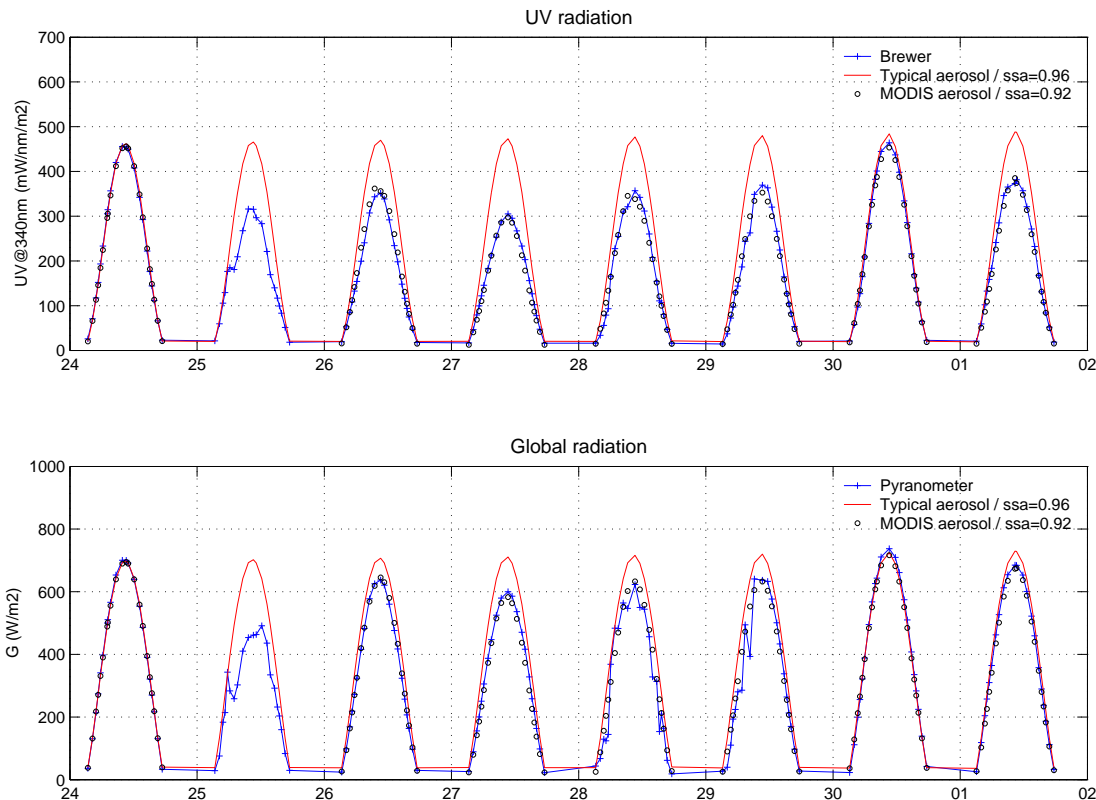 UV radiation
700
600
500
400
300
200
100
0
UV@340nm (mW/nm/m2)
Brewer
Typical aerosol / ssa=0.96
MODIS aerosol / ssa=0.92
24 25 26 27 28 29 30 01 02
Global radiation
1000
800
600
400
200
0
G (W/m2)
Pyranometer
Typical aerosol / ssa=0.96
MODIS aerosol / ssa=0.92
24 25 26 27 28 29 30 01 02